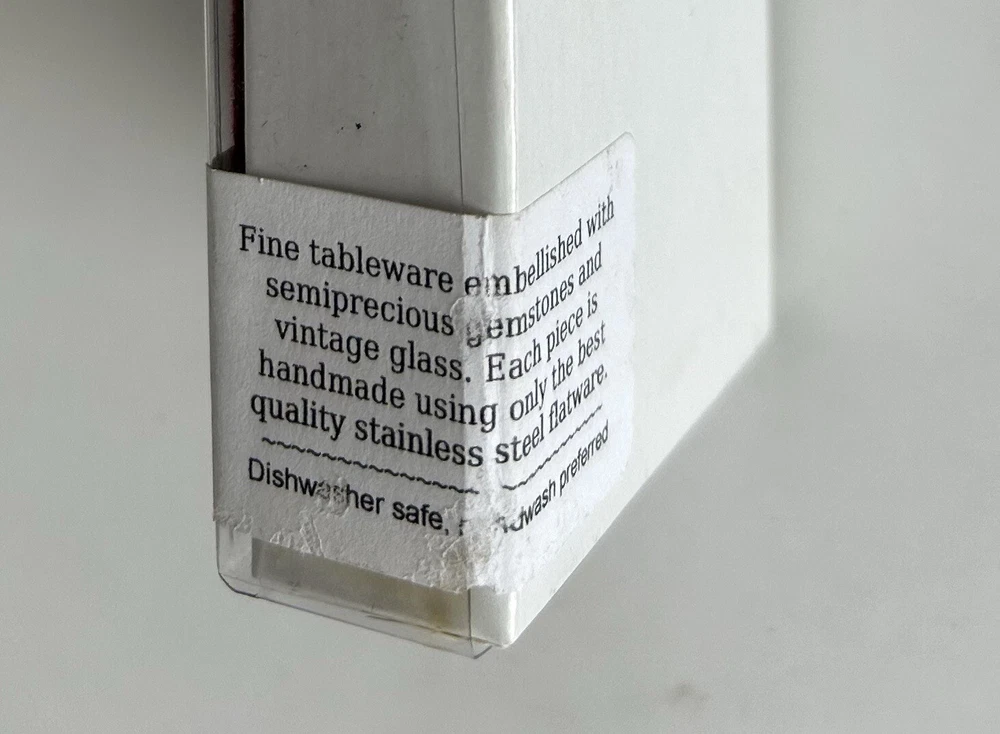 Fine tableware embellished with
semiprecious gemstones and
vintage glass. Each piece is
handmade using only the best
quality stainless steel flatware.
Dishwasher safe, handwash preferred